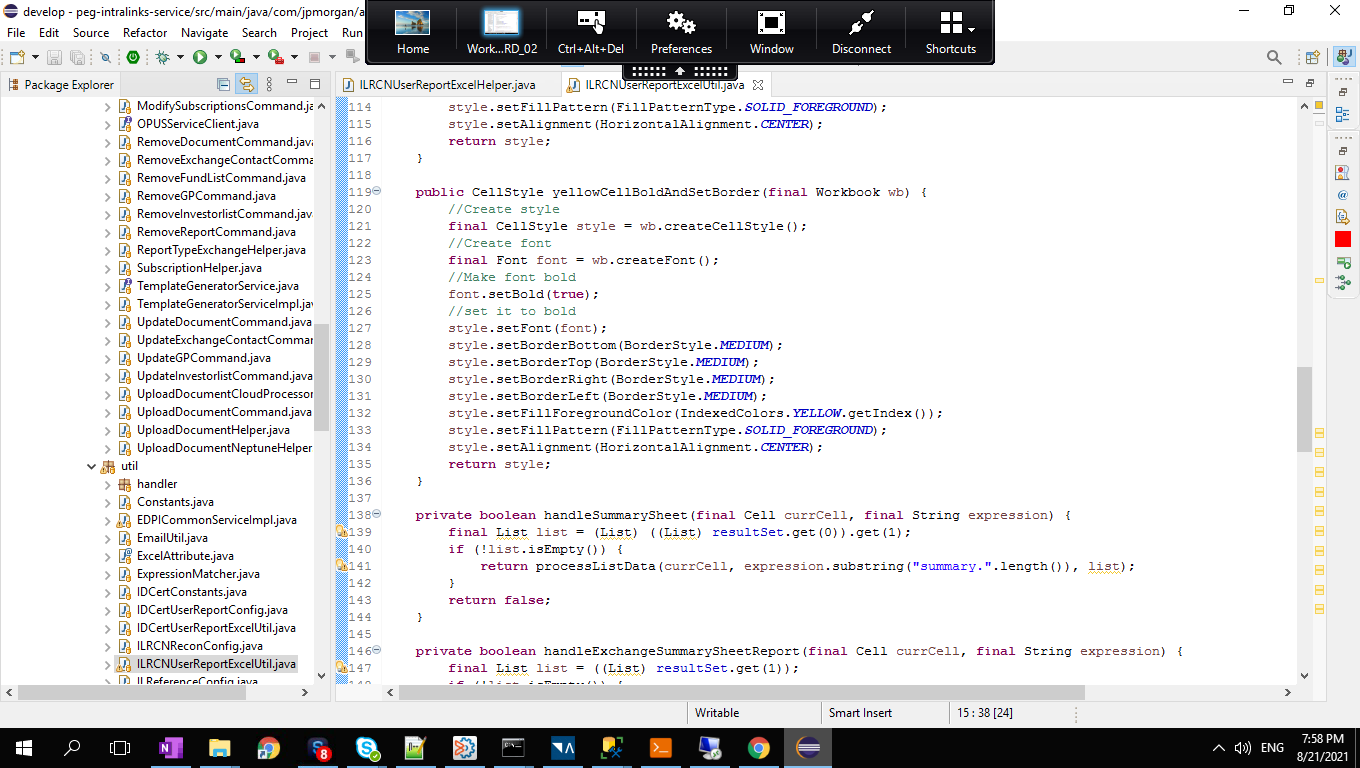 develop - peg-intralinks-service/src/main/java/com/jpmorgan/a
File Edit Source Refactor Navigate Search Project Run
Home
Work...RD_02
Ctrl+Alt+Del
Preferences
Window
Disconnect
Shortcuts
Package Explorer
ModifySubscriptionsCommand.ja
OPUSServiceClient.java
RemoveDocumentCommand.java
RemoveExchangeContactComma
RemoveFundListCommand.java
RemoveGPCommand.java
RemoveInvestorlistCommand.java
RemoveReportCommand.java
ReportTypeExchangeHelper.java
SubscriptionHelper.java
TemplateGeneratorService.java
TemplateGeneratorServiceImpl.jav
UpdateDocumentCommand.java
UpdateExchangeContactCommar
UpdateGPCommand.java
UpdateInvestorlistCommand.java
UploadDocumentCloudProcessor
UploadDocumentCommand.java
UploadDocumentHelper.java
UploadDocumentNeptuneHelper
util
handler
Constants.java
EDPICommonServiceImpl.java
EmailUtil.java
ExcelAttribute.java
ExpressionMatcher.java
IDCertConstants.java
IDCertUserReportConfig.java
IDCertUserReportExcelUtil.java
ILRCNReconConfig.java
ILRCNUserReportExcelUtil.java
ILReferenceConfig.java
ILRCNUserReportExcelHelper.java
ILRCNUserReportExcelUtil.java
114 style.setFillPattern(FillPatternType.SOLID_FOREGROUND);
115 style.setAlignment(HorizontalAlignment.CENTER);
116 return style;
117 }
118
119 public CellStyle yellowCellBoldAndSetBorder(final Workbook wb) {
120 //Create style
121 final CellStyle style = wb.createCellStyle();
122 //Create font
123 final Font font = wb.createFont();
124 //Make font bold
125 font.setBold(true);
126 //set it to bold
127 style.setFont(font);
128 style.setBorderBottom(BorderStyle.MEDIUM);
129 style.setBorderTop(BorderStyle.MEDIUM);
130 style.setBorderRight(BorderStyle.MEDIUM);
131 style.setBorderLeft(BorderStyle.MEDIUM);
132 style.setFillForegroundColor(IndexedColors.YELLOW.getIndex());
133 style.setFillPattern(FillPatternType.SOLID_FOREGROUND);
134 style.setAlignment(HorizontalAlignment.CENTER);
135 return style;
136 }
137
138 private boolean handleSummarySheet(final Cell currCell, final String expression) {
139 final List list = (List) ((List) resultSet.get(0)).get(1);
140 if (!list.isEmpty()) {
141 return processListData(currCell, expression.substring("summary.".length()), list);
142 }
143 return false;
144 }
145
146 private boolean handleExchangeSummarySheetReport(final Cell currCell, final String expression) {
147 final List list = ((List) resultSet.get(1));
148 if (!list.isEmpty()) {
Writable
Smart Insert
15 : 38 [24]
8
ENG
7:58 PM
8/21/2021